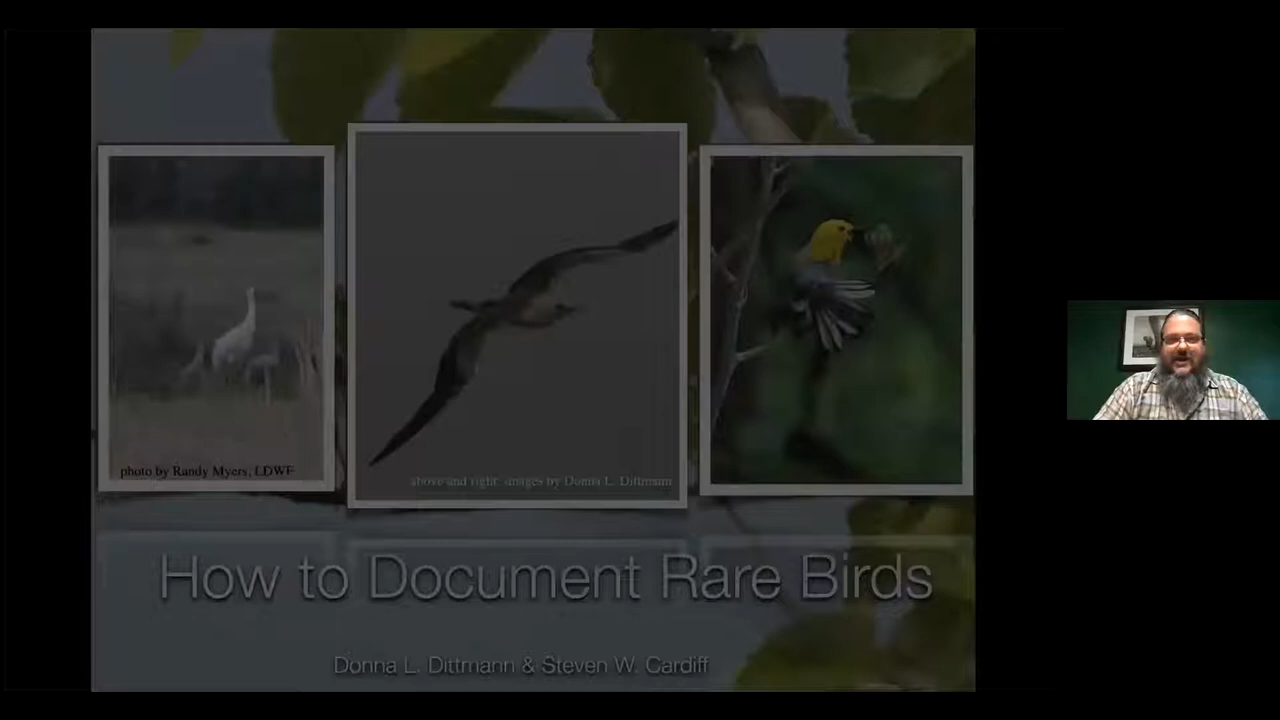 photo by Randy Myers, LDWF
above and right: images by Donna L. Dittmann
How to Document Rare Birds
Donna L. Dittmann & Steven W. Cardiff